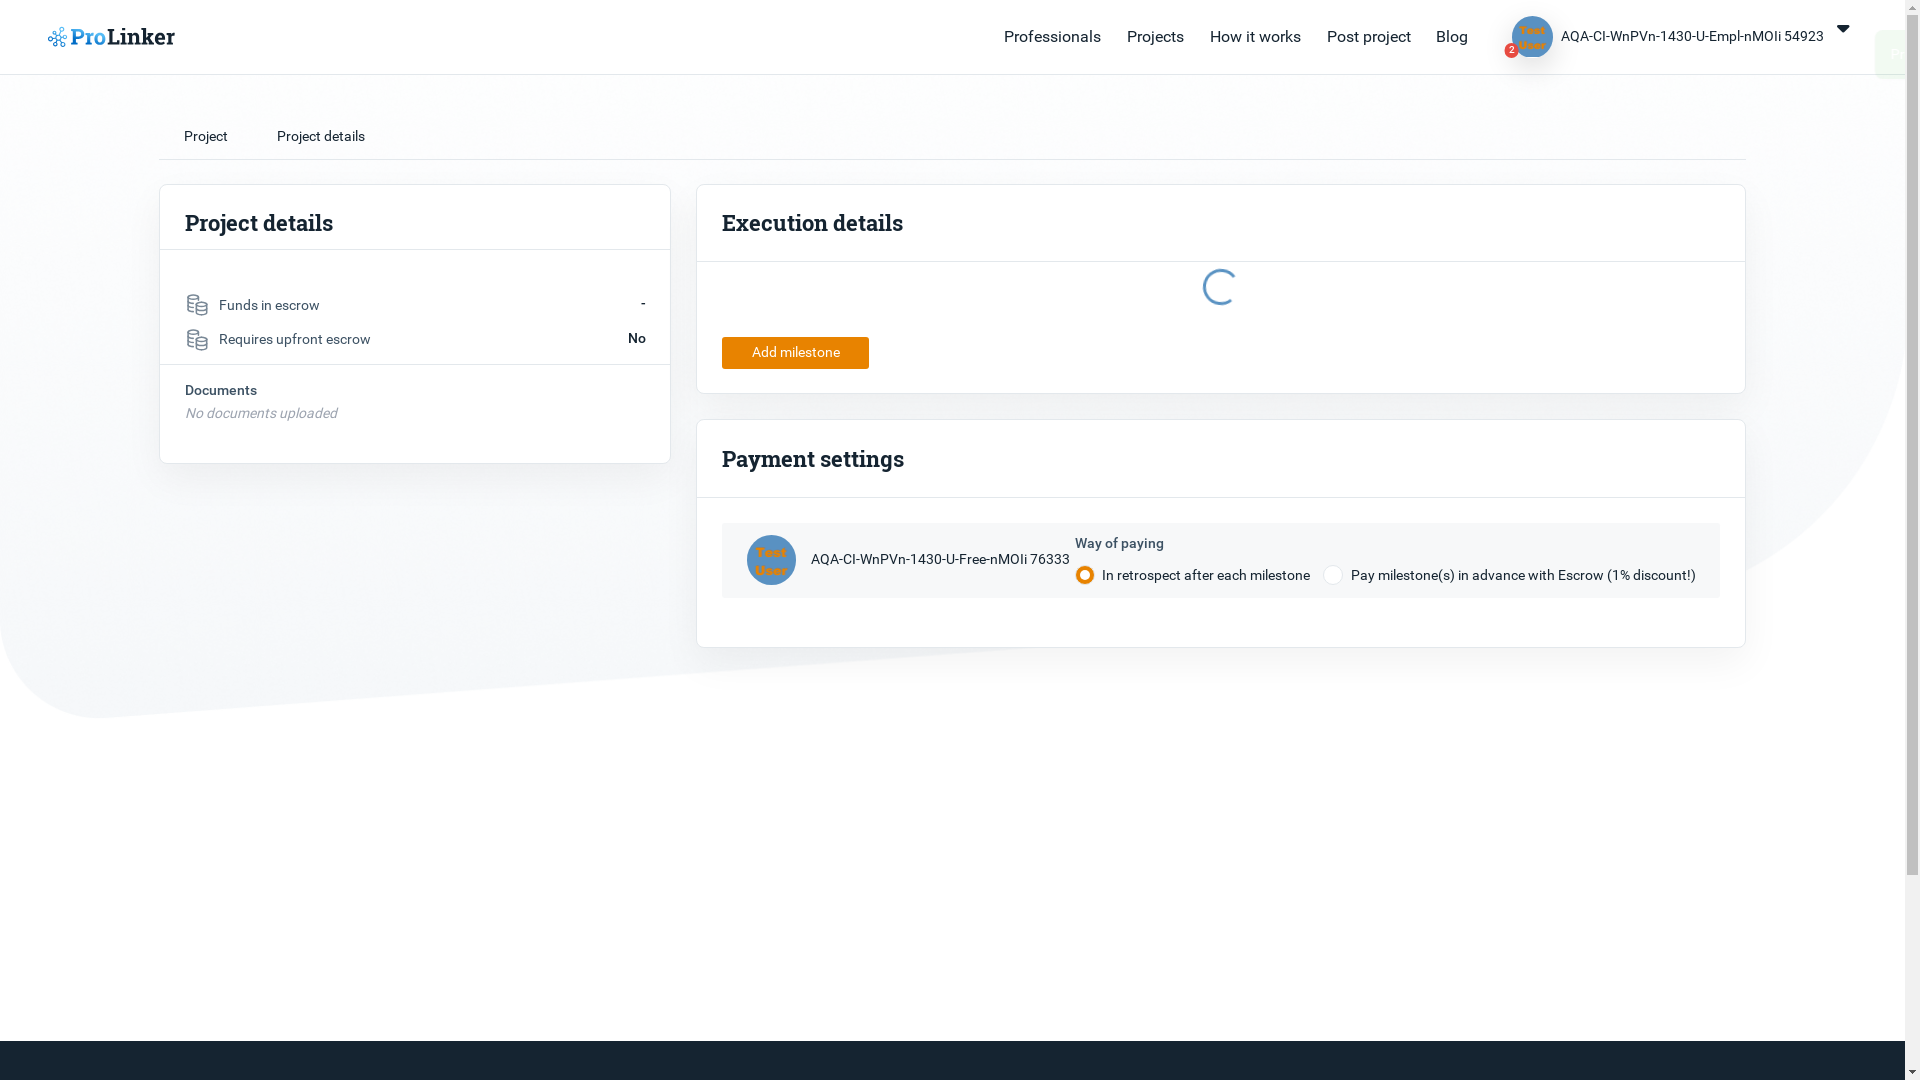 ProLinker
Professionals
Projects
How it works
Post project
Blog
Test
User
2
AQA-CI-WnPVn-1430-U-Empl-nMOIi 54923
Project
Project details
Project details
Funds in escrow
-
Requires upfront escrow
No
Documents
No documents uploaded
Execution details
Add milestone
Payment settings
Test
User
AQA-CI-WnPVn-1430-U-Free-nMOIi 76333
Way of paying
In retrospect after each milestone
Pay milestone(s) in advance with Escrow (1% discount!)